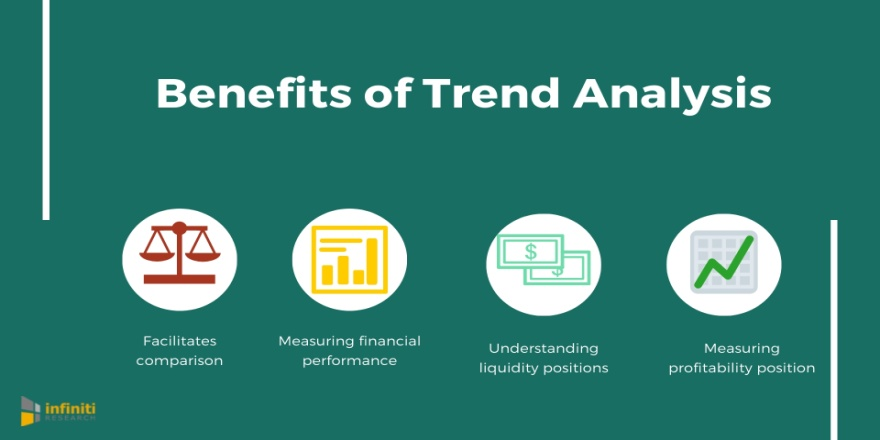 Benefits of Trend Analysis
Facilitates
comparison
Measuring financial
performance
$
$
Understanding
liquidity positions
Measuring
profitability position
infiniti
RESEARCH